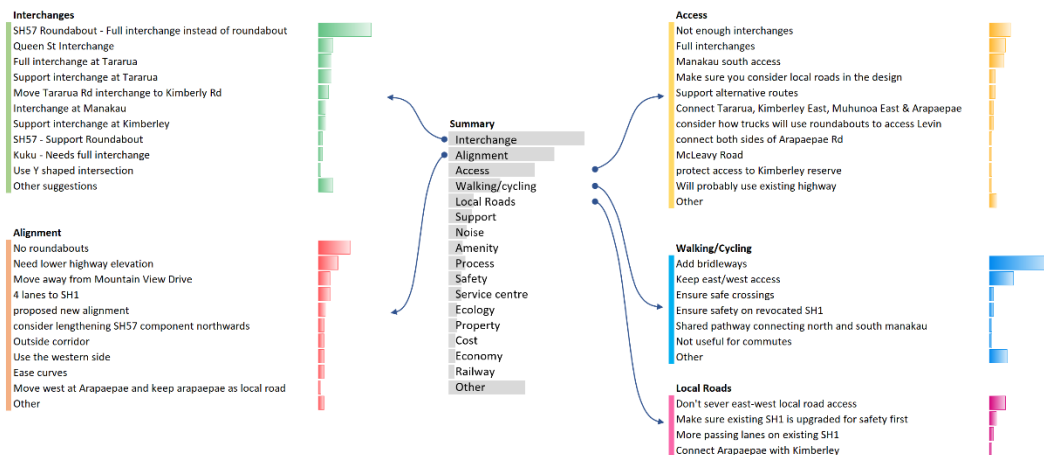 Interchanges
SH57 Roundabout - Full interchange instead of roundabout
Queen St Interchange
Full interchange at Tararua
Support interchange at Tararua
Move Tararua Rd interchange to Kimberly Rd
Interchange at Manakau
Support interchange at Kimberley
SH57 - Support Roundabout
Kuku - Needs full interchange
Use Y shaped intersection
Other suggestions
Alignment
No roundabouts
Need lower highway elevation
Move away from Mountain View Drive
4 lanes to SH1
proposed new alignment
consider lengthening SH57 component northwards
Outside corridor
Use the western side
Ease curves
Move west at Arapaepae and keep arapaepae as local road
Other
Summary
Interchange
Alignment
Access
Walking/cycling
Local Roads
Support
Noise
Amenity
Process
Safety
Service centre
Ecology
Property
Cost
Economy
Railway
Other
Access
Not enough interchanges
Full interchanges
Manakau south access
Make sure you consider local roads in the design
Support alternative routes
Connect Tararua, Kimberley East, Muhunoa East & Arapaepae
consider how trucks will use roundabouts to access Levin
connect both sides of Arapaepae Rd
McLeavy Road
protect access to Kimberley reserve
Will probably use existing highway
Other
Walking/Cycling
Add bridleways
Keep east/west access
Ensure safe crossings
Ensure safety on revocated SH1
Shared pathway connecting north and south manakau
Not useful for commutes
Other
Local Roads
Don't sever east-west local road access
Make sure existing SH1 is upgraded for safety first
More passing lanes on existing SH1
Connect Arapaepae with Kimberley